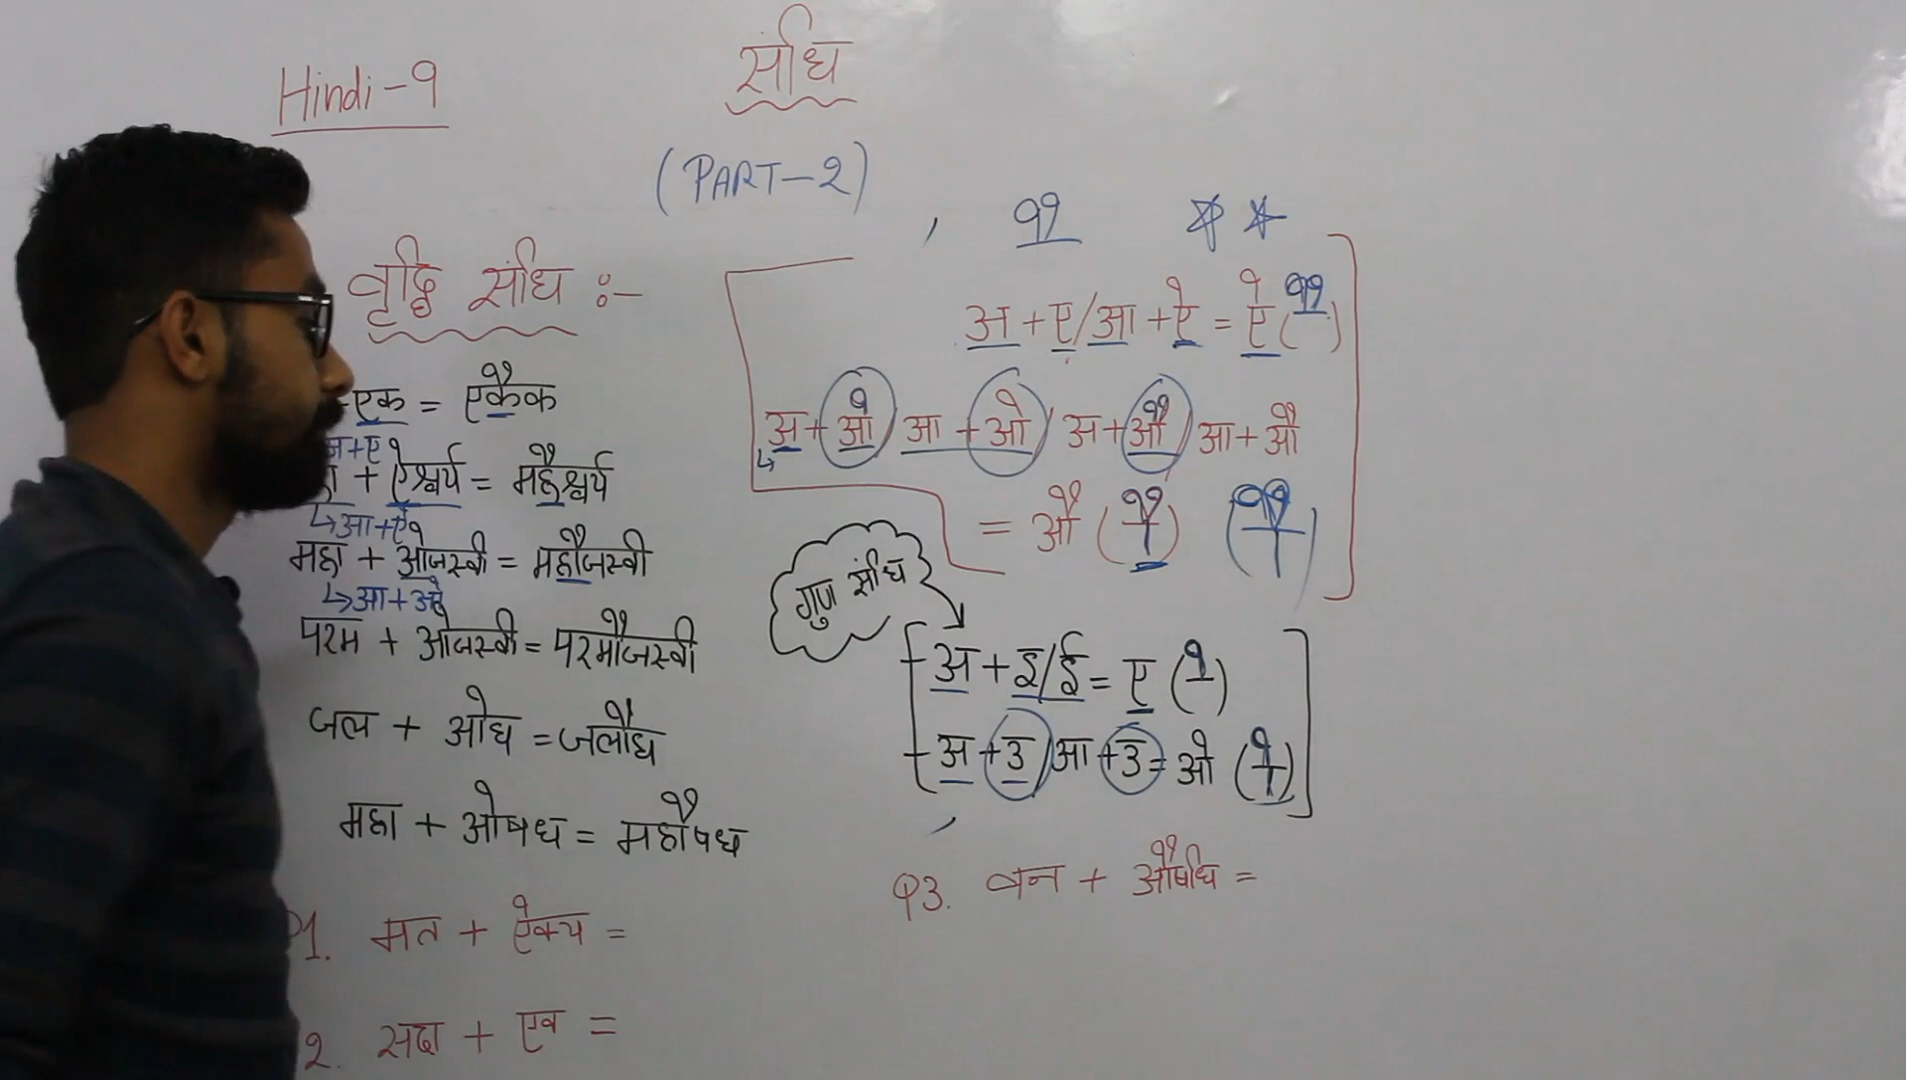 Hindi-9
संधि
(PART-2)
वृद्धि संधि :-
-एक = एकैक
+ए
+ ऐश्वर्य = महैश्वर्य
↳आ+ऐ
महा + ओजस्वी = महौजस्वी
↳आ+ओ
परम + ओजस्वी = परमौजस्वी
जल + ओघ = जलौघ
महा + ओषध = महौषध
1. मत + ऐक्य =
2. सदा + एव =
ै * *
अ + ए/आ + ऐ = ऐ ( ै )
अ + ओ/ आ + ओ/ अ + औ/ आ + औ
= औ ( ौ ) ( ौ )
गुण संधि
अ + इ/ई = ए ( े )
अ + उ/आ + उ = ओ ( ो )
Q3. वन + औषधि =